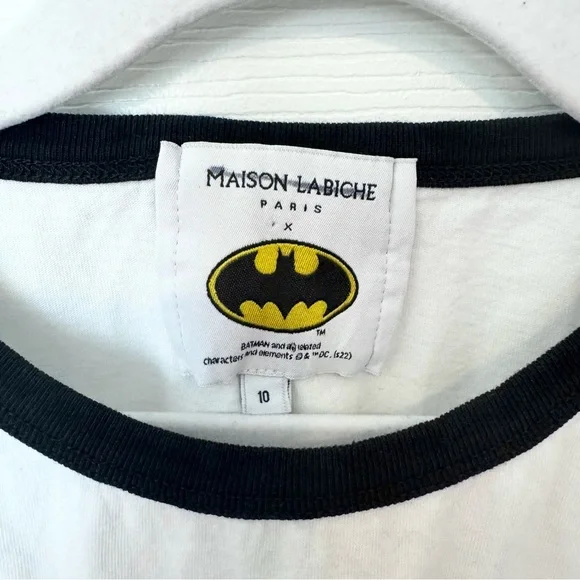 MAISON LABICHE
PARIS
X
TM
BATMAN and all related
characters and elements © & ™ DC. (s22)
10